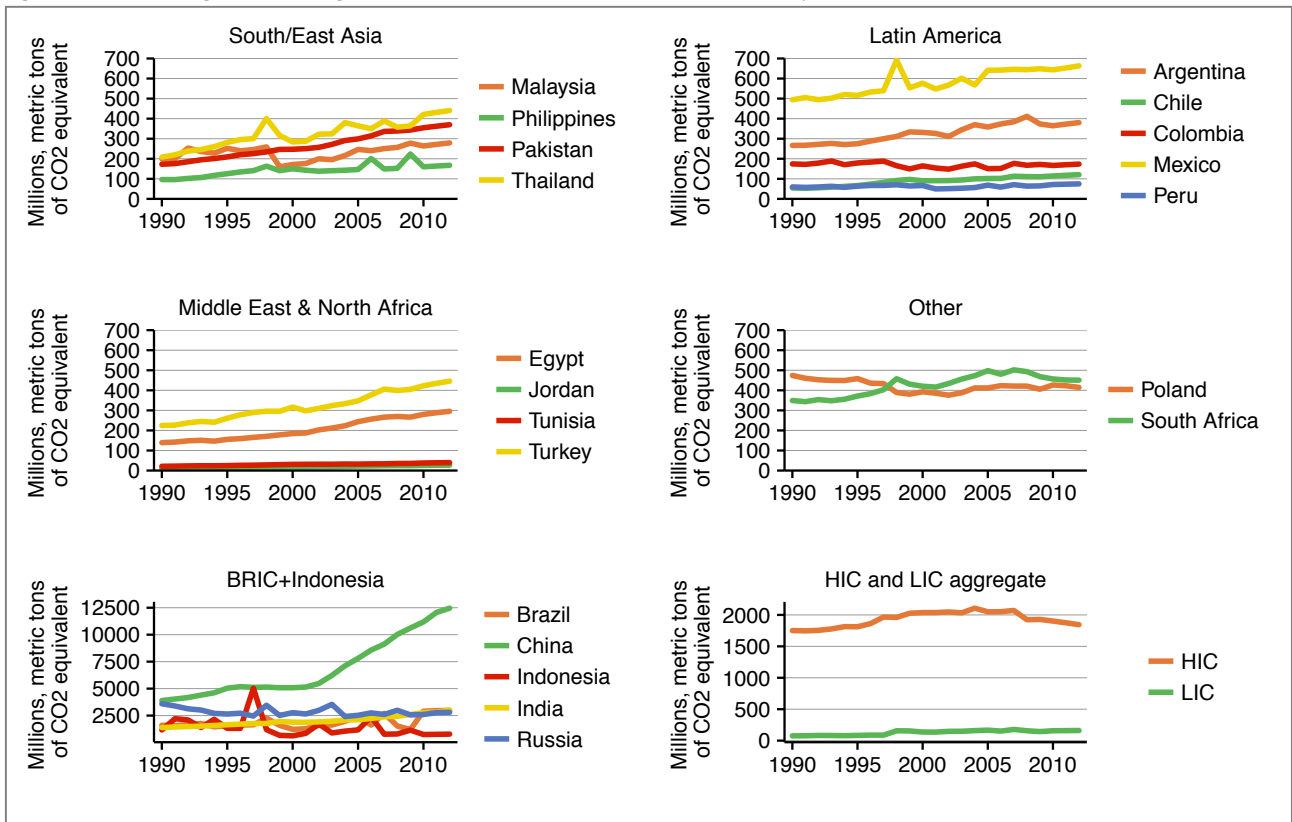 South/East Asia
Millions, metric tons
of CO2 equivalent
700
600
500
400
300
200
100
0
1990 1995 2000 2005 2010
Malaysia
Philippines
Pakistan
Thailand
Latin America
Millions, metric tons
of CO2 equivalent
700
600
500
400
300
200
100
0
1990 1995 2000 2005 2010
Argentina
Chile
Colombia
Mexico
Peru
Middle East & North Africa
Millions, metric tons
of CO2 equivalent
700
600
500
400
300
200
100
0
1990 1995 2000 2005 2010
Egypt
Jordan
Tunisia
Turkey
Other
Millions, metric tons
of CO2 equivalent
700
600
500
400
300
200
100
0
1990 1995 2000 2005 2010
Poland
South Africa
BRIC+Indonesia
Millions, metric tons
of CO2 equivalent
12500
10000
7500
5000
2500
1990 1995 2000 2005 2010
Brazil
China
Indonesia
India
Russia
HIC and LIC aggregate
Millions, metric tons
of CO2 equivalent
2000
1500
1000
500
0
1990 1995 2000 2005 2010
HIC
LIC